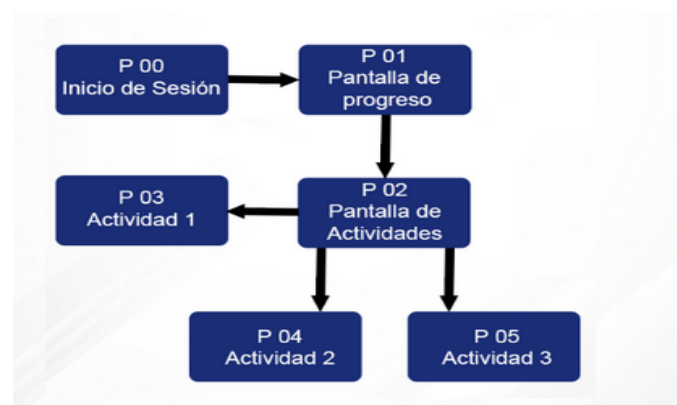 P 00
Inicio de Sesión
P 01
Pantalla de
progreso
P 03
Actividad 1
P 02
Pantalla de
Actividades
P 04
Actividad 2
P 05
Actividad 3